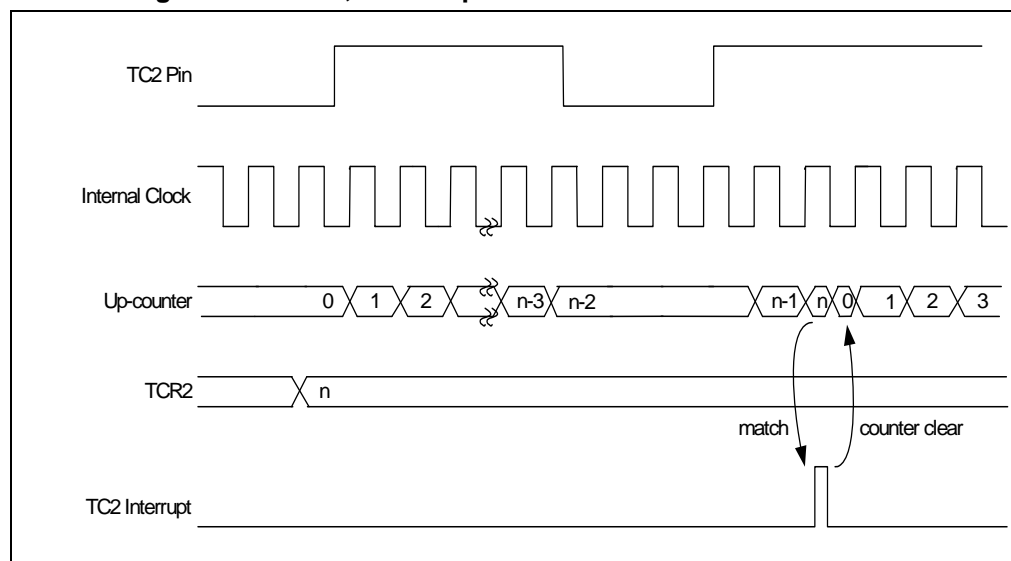 TC2 Pin
Internal Clock
Up-counter
0 1 2 n-3 n-2 n-1 n 0 1 2 3
TCR2
n
match
counter clear
TC2 Interrupt